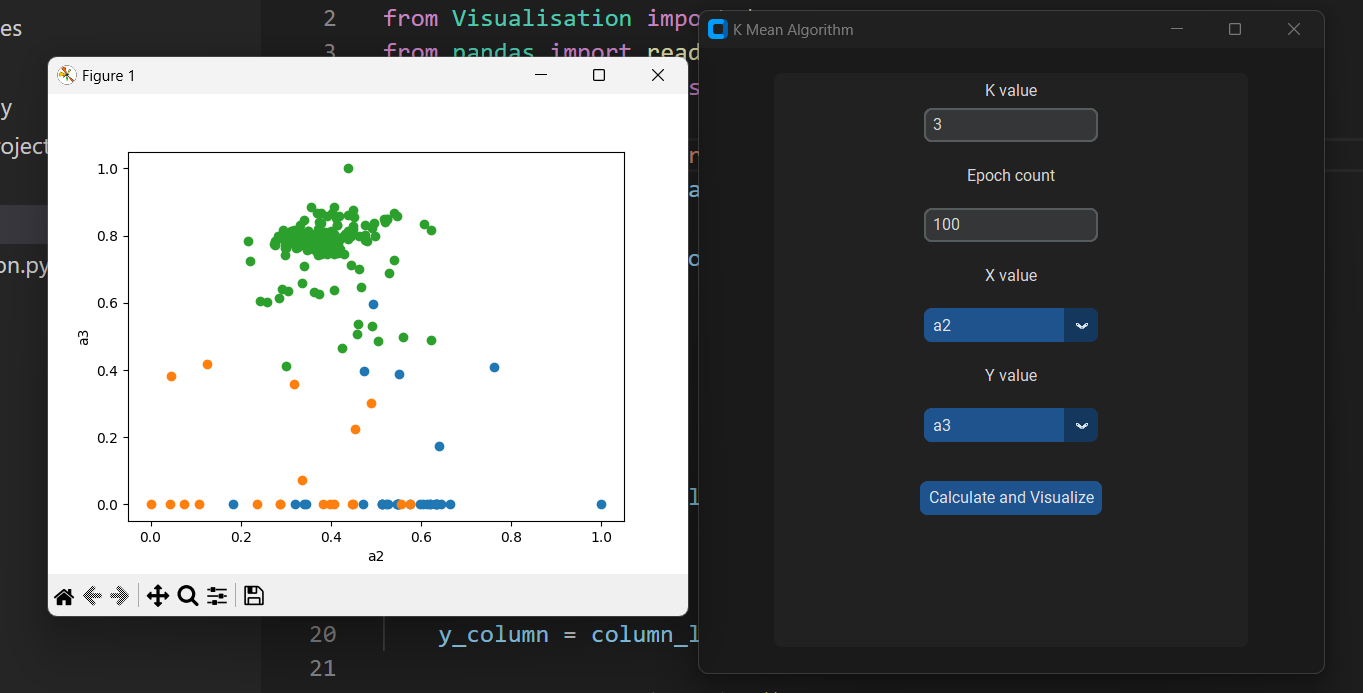 es
y
roject
on.py
2 from Visualisation impo
3 from pandas import read
20 y_column = column_l
21
Figure 1
a3
1.0
0.8
0.6
0.4
0.2
0.0
0.0 0.2 0.4 0.6 0.8 1.0
a2
K Mean Algorithm
K value
3
Epoch count
100
X value
a2
Y value
a3
Calculate and Visualize